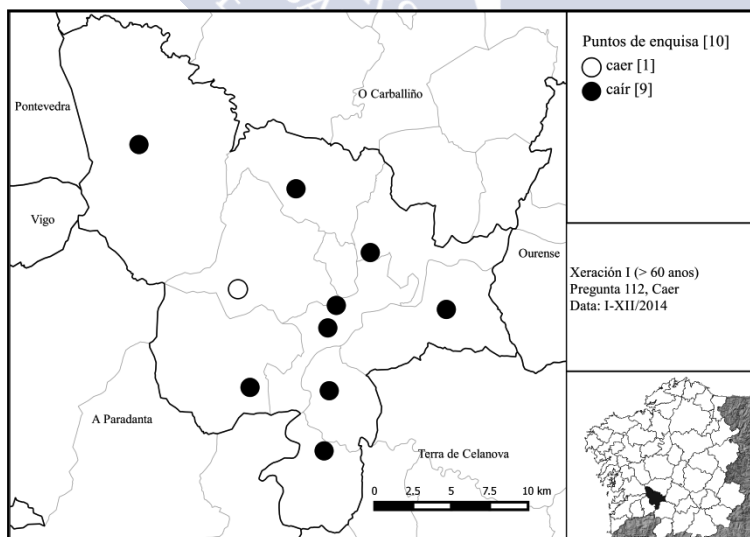 Puntos de enquisa [10]
caer [1]
caír [9]
O Carballiño
Pontevedra
Vigo
Ourense
Xeración I (> 60 anos)
Pregunta 112, Caer
Data: I-XII/2014
A Paradanta
Terra de Celanova
0 2,5 5 7,5 10 km